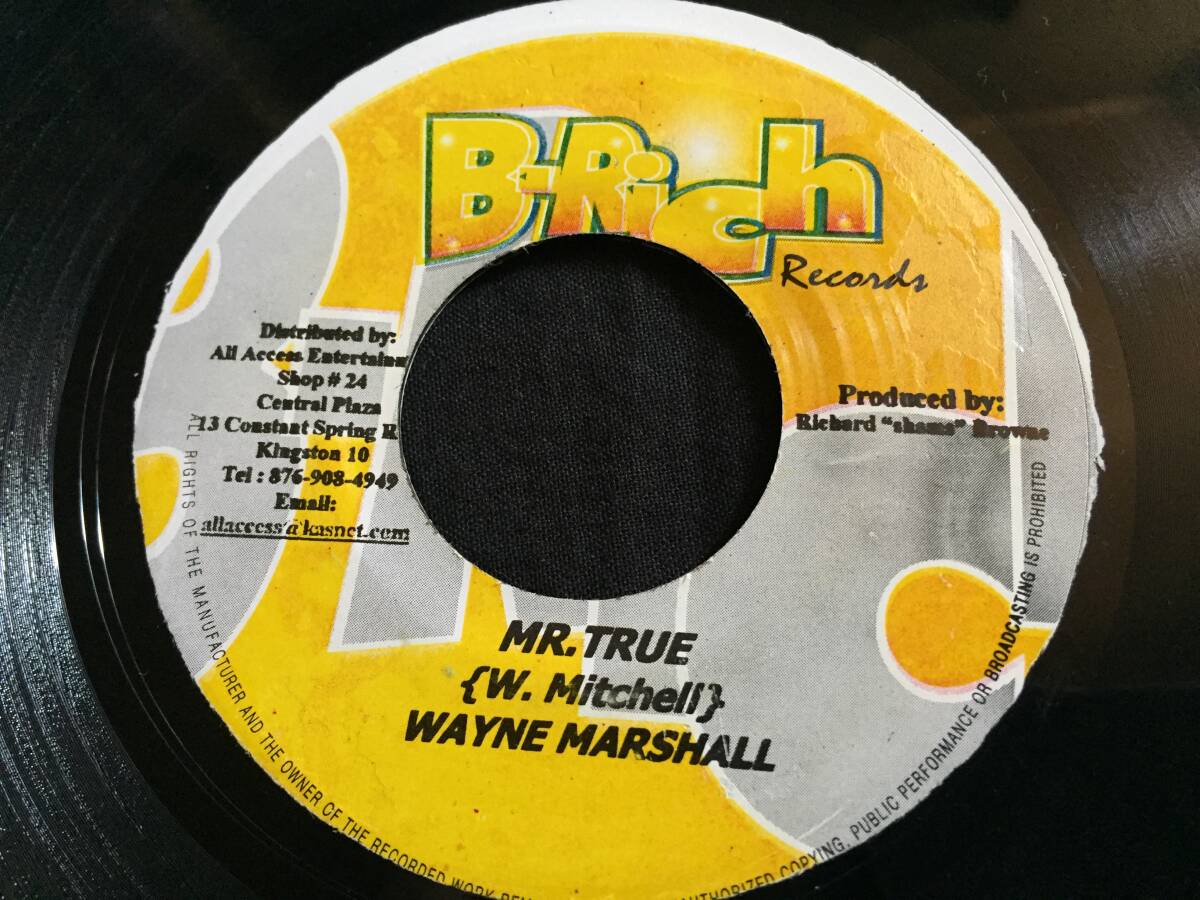 B-Rich
Records
Distributed by:
All Access Entertainm
Shop # 24
Central Plaza
13 Constant Spring R
Kingston 10
Tel : 876-908-4949
Email:
allaccess@kasnet.com
Produced by:
Richard "shams" Browne
MR.TRUE
{W. Mitchell}
WAYNE MARSHALL
ALL RIGHTS OF THE MANUFACTURER AND THE OWNER OF THE RECORDED WORK COPYING, PUBLIC PERFORMANCE OR BROADCASTING IS PROHIBITED